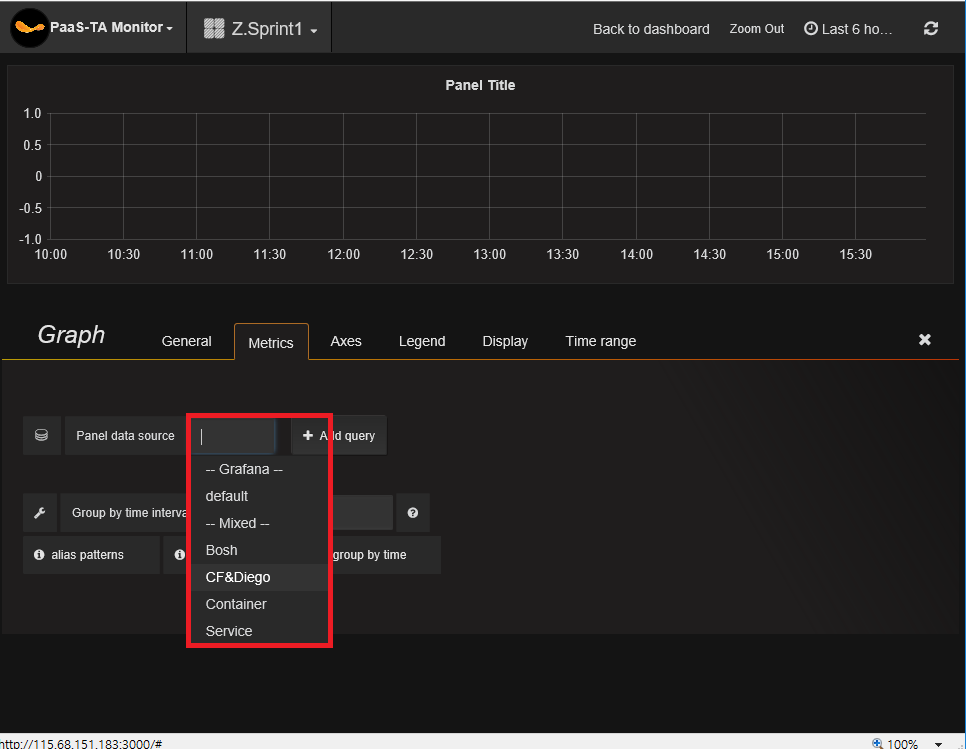 PaaS-TA Monitor Z.Sprint1 Back to dashboard Zoom Out Last 6 ho...
Panel Title
1.0
0.5
0
-0.5
-1.0
10:00 10:30 11:00 11:30 12:00 12:30 13:00 13:30 14:00 14:30 15:00 15:30
Graph General Metrics Axes Legend Display Time range
Panel data source + Add query
-- Grafana --
default
-- Mixed --
Bosh
CF&Diego
Container
Service
Group by time interva
alias patterns group by time
http://115.68.151.183:3000/# 100%